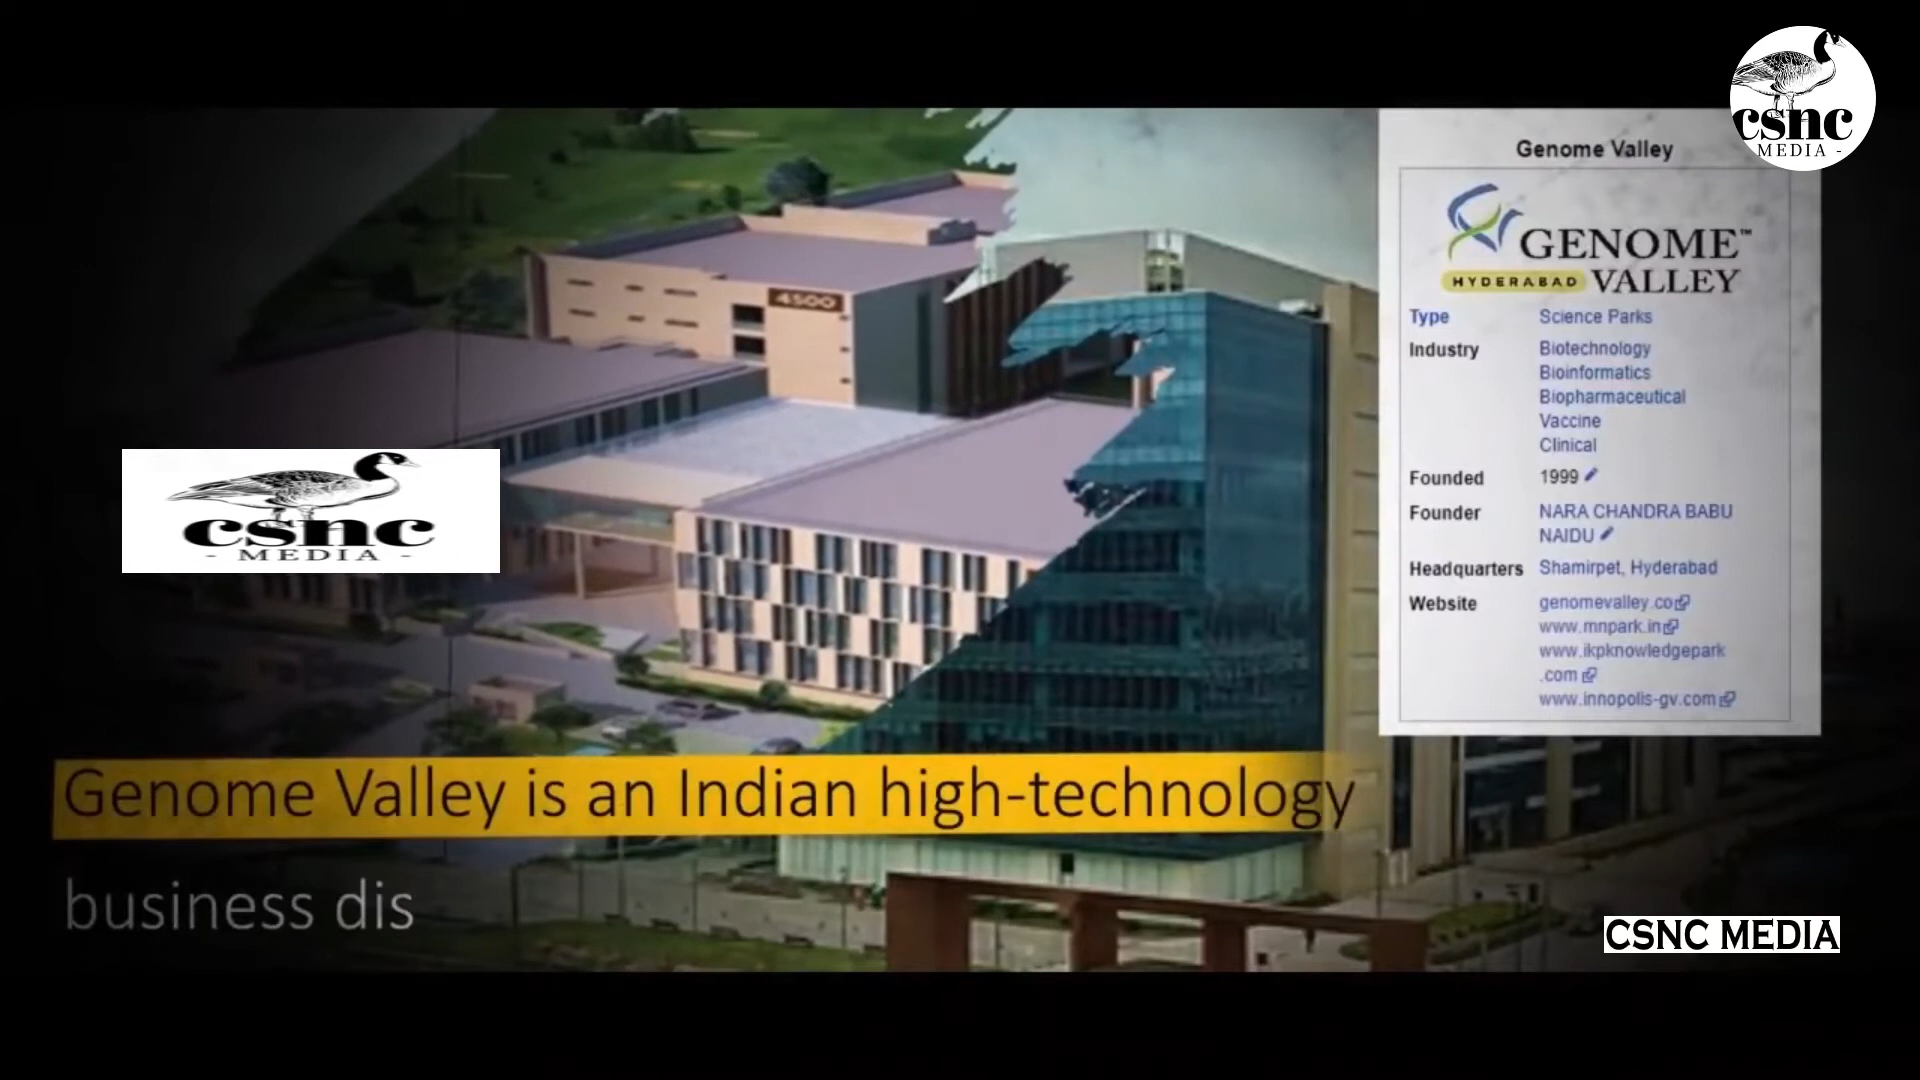 csnc
MEDIA -
Genome Valley
GENOME™
HYDERABAD VALLEY
Type Science Parks
Industry Biotechnology
Bioinformatics
Biopharmaceutical
Vaccine
Clinical
Founded 1999
Founder NARA CHANDRA BABU
NAIDU
Headquarters Shamirpet, Hyderabad
Website genomevalley.co
www.mnpark.in
www.ikpknowledgepark
.com
www.innopolis-gv.com
4500
csnc
- MEDIA -
Genome Valley is an Indian high-technology
business dis
CSNC MEDIA